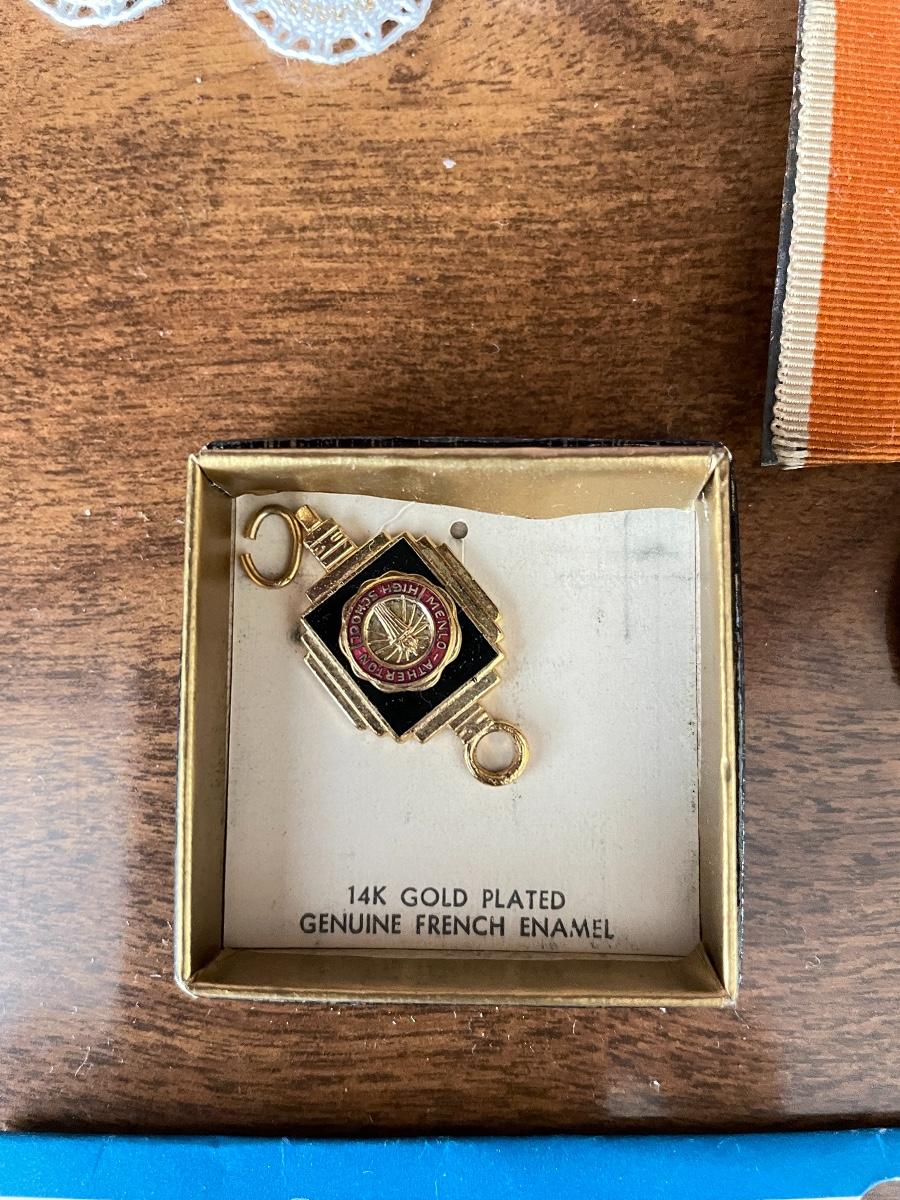 MENLO-ATHERTON
HIGH SCHOOL
14K GOLD PLATED
GENUINE FRENCH ENAMEL